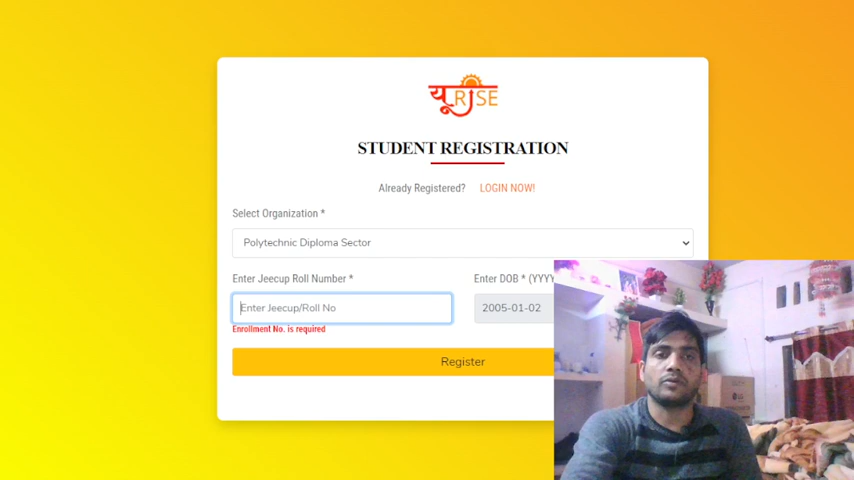 यू RISE
STUDENT REGISTRATION
Already Registered? LOGIN NOW!
Select Organization *
Polytechnic Diploma Sector
Enter Jeecup Roll Number * Enter DOB * (YYYY
Enter Jeecup/Roll No 2005-01-02
Enrollment No. is required
Register